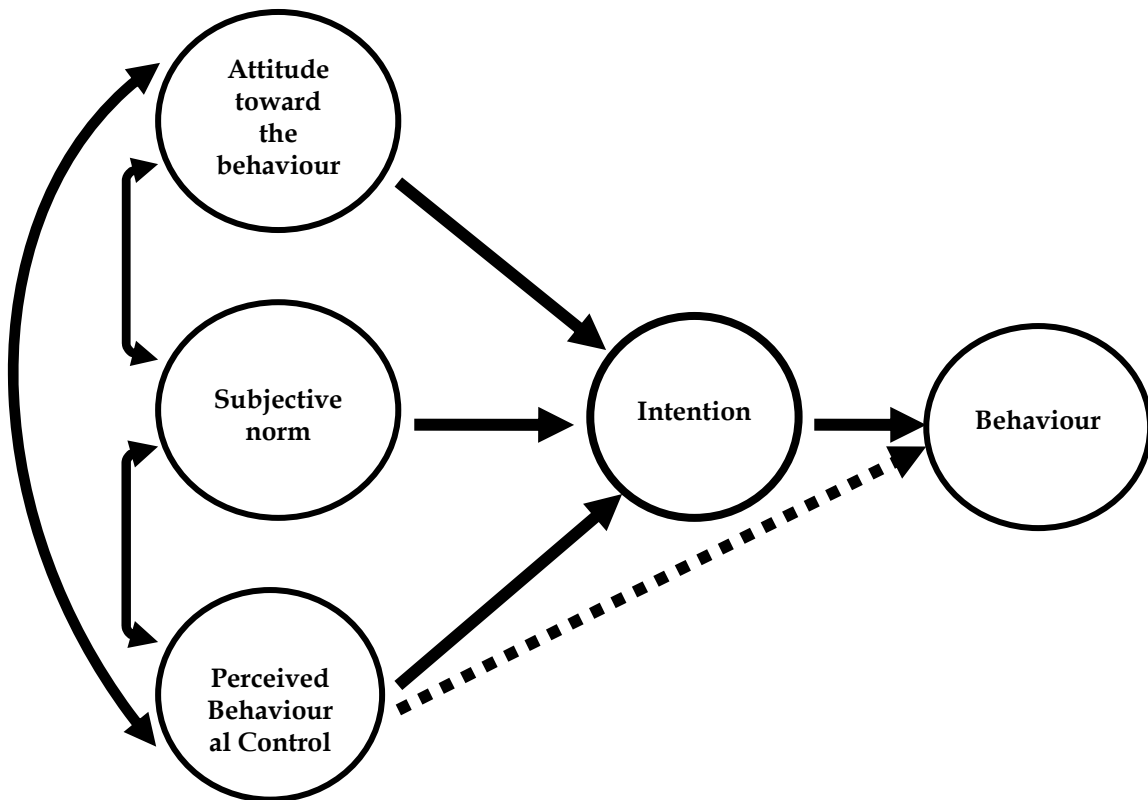 Attitude
toward
the
behaviour
Subjective
norm
Intention
Behaviour
Perceived
Behaviour
al Control